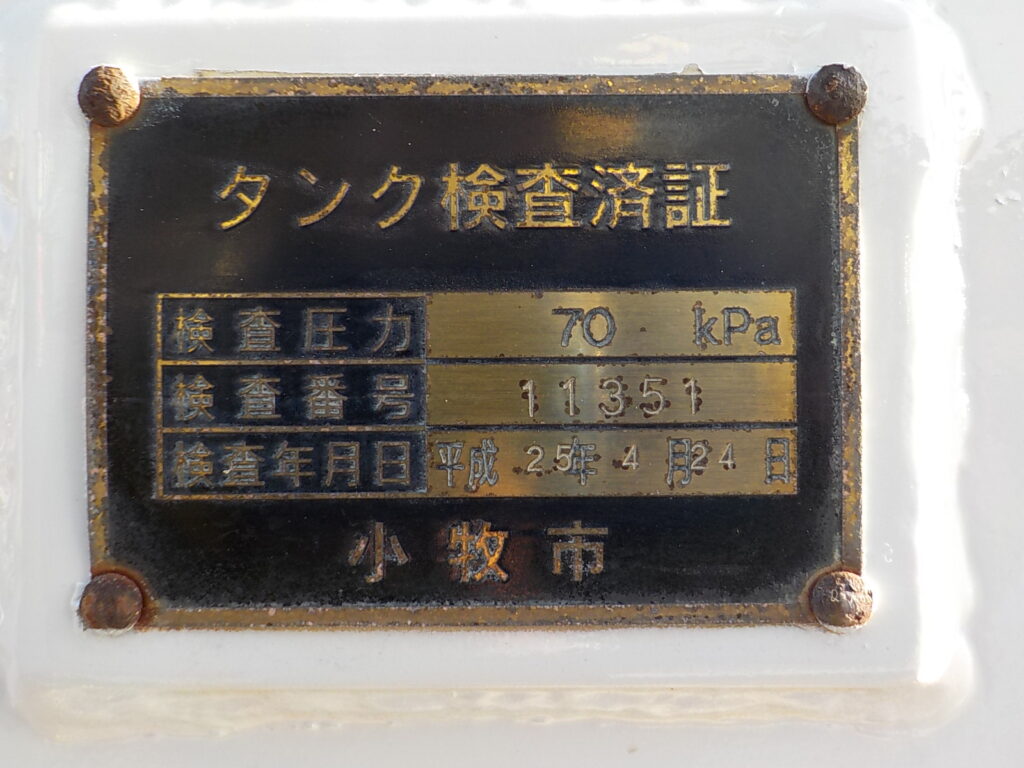 タンク検査済証
検査圧力 70 kPa
検査番号 11351
検査年月日 平成 25年 4 月 24 日
小牧市